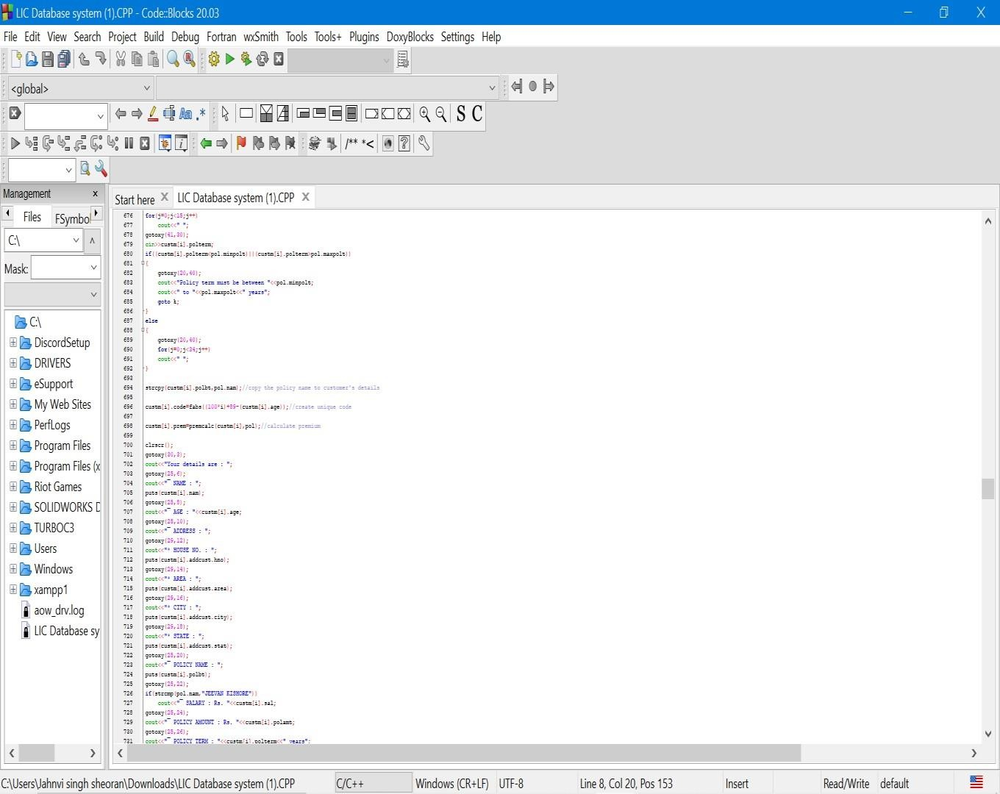 LIC Database system (1).CPP - Code::Blocks 20.03
File Edit View Search Project Build Debug Fortran wxSmith Tools Tools+ Plugins DoxyBlocks Settings Help
<global>
Aa .*
S C
/** *<
Management x
Start here X LIC Database system (1).CPP X
Files FSymbol
C:\
Mask:
C:\
DiscordSetup
DRIVERS
eSupport
My Web Sites
PerfLogs
Program Files
Program Files (x
Riot Games
SOLIDWORKS D
TURBOC3
Users
Windows
xampp1
aow_drv.log
LIC Database sy
676 for(j=0;j<15;j++)
677 cout<<" ";
678 gotoxy(41,30);
679 cin>>custm[i].polterm;
680 if((custm[i].polterm<pol.minpolt)||(custm[i].polterm>pol.maxpolt))
681 {
682 gotoxy(20,40);
683 cout<<"Policy term must be between "<<pol.minpolt;
684 cout<<" to "<<pol.maxpolt<<" years";
685 goto k;
686 }
687 else
688 {
689 gotoxy(20,40);
690 for(j=0;j<34;j++)
691 cout<<" ";
692 }
693
694 strcpy(custm[i].polbt,pol.nam);//copy the policy name to customer's details
695
696 custm[i].code=fabs((100*i)+89-(custm[i].age));//create unique code
697
698 custm[i].prem=premcalc(custm[i],pol);//calculate premium
699
700 clrscr();
701 gotoxy(30,3);
702 cout<<"Your details are : ";
703 gotoxy(25,6);
704 cout<<"¯ NAME : ";
705 puts(custm[i].nam);
706 gotoxy(25,8);
707 cout<<"¯ AGE : "<<custm[i].age;
708 gotoxy(25,10);
709 cout<<"¯ ADDRESS : ";
710 gotoxy(29,12);
711 cout<<"* HOUSE NO. : ";
712 puts(custm[i].addcust.hno);
713 gotoxy(29,14);
714 cout<<"* AREA : ";
715 puts(custm[i].addcust.area);
716 gotoxy(29,16);
717 cout<<"* CITY : ";
718 puts(custm[i].addcust.city);
719 gotoxy(29,18);
720 cout<<"* STATE : ";
721 puts(custm[i].addcust.stat);
722 gotoxy(25,20);
723 cout<<"¯ POLICY NAME : ";
724 puts(custm[i].polbt);
725 gotoxy(25,22);
726 if(strcmp(pol.nam,"JEEVAN KISHORE"))
727 cout<<"¯ SALARY : Rs. "<<custm[i].sal;
728 gotoxy(25,24);
729 cout<<"¯ POLICY AMOUNT : Rs. "<<custm[i].polamt;
730 gotoxy(25,26);
731 cout<<"¯ POLICY TERM : "<<custm[i].polterm<<" years";
C:\Users\Jahnvi singh sheoran\Downloads\LIC Database system (1).CPP C/C++ Windows (CR+LF) UTF-8 Line 8, Col 20, Pos 153 Insert Read/Write default